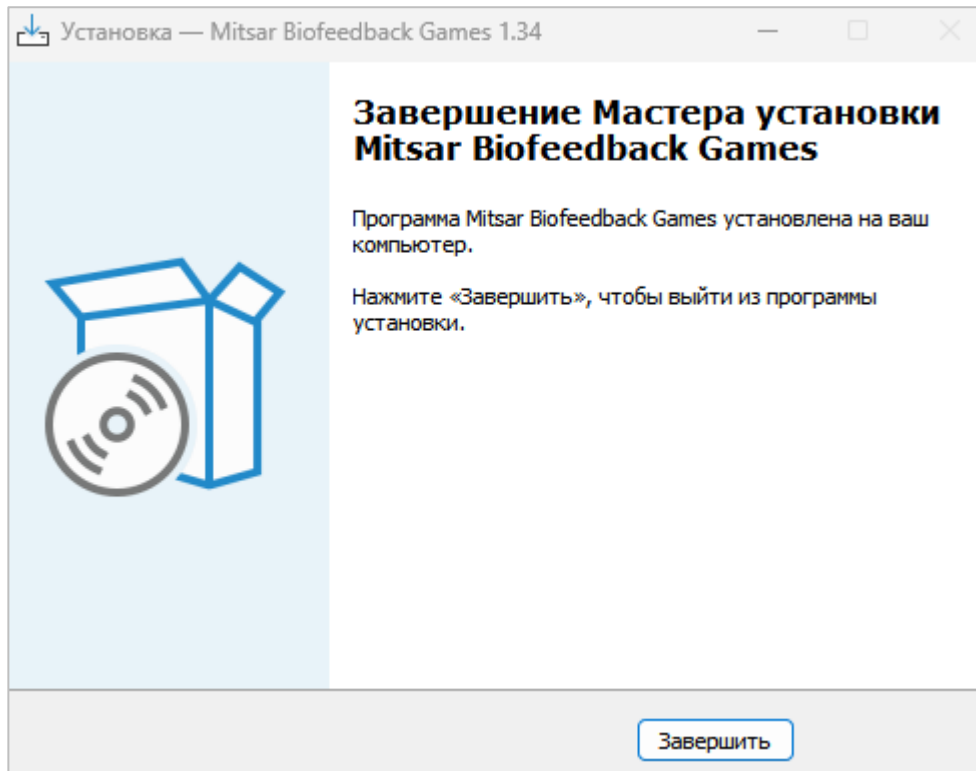 Установка — Mitsar Biofeedback Games 1.34
Завершение Мастера установки
Mitsar Biofeedback Games
Программа Mitsar Biofeedback Games установлена на ваш
компьютер.
Нажмите «Завершить», чтобы выйти из программы
установки.
Завершить